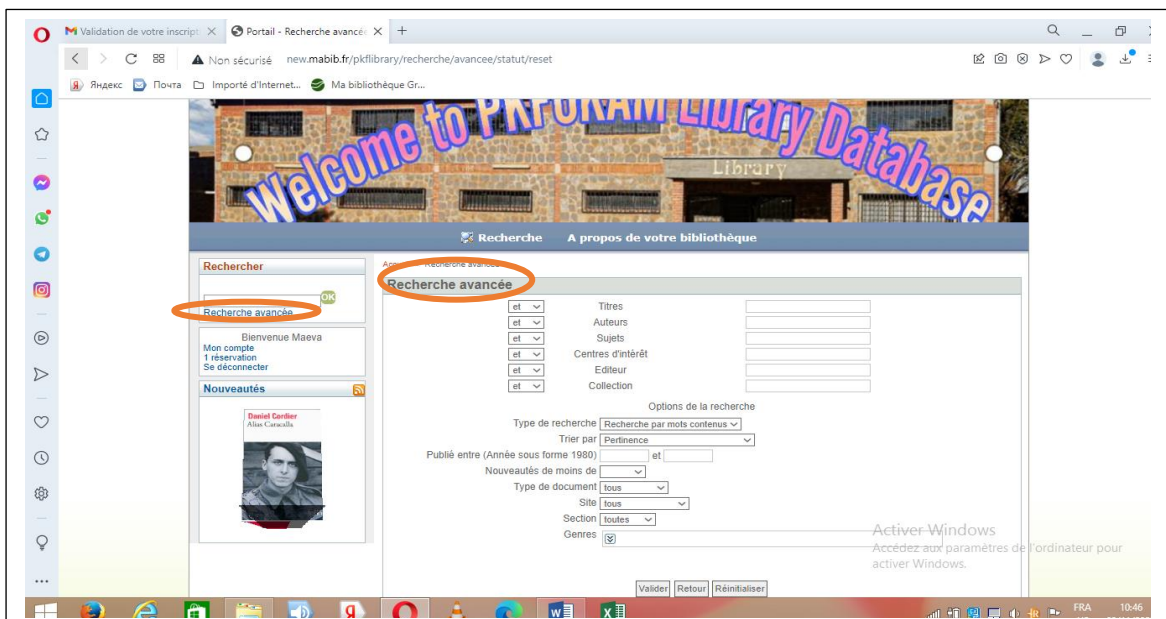 Validation de votre inscript
Portail - Recherche avancée
Non sécurisé new.mabib.fr/pkflibrary/recherche/avancee/statut/reset
Яндекс Почта Importé d'Internet... Ma bibliothèque Gr...
Welcome to PKFOKAM Library Database
Library
Recherche A propos de votre bibliothèque
Rechercher
OK
Recherche avancée
Bienvenue Maeva
Mon compte
1 réservation
Se déconnecter
Nouveautés
Daniel Cordier
Alias Caracalla
Recherche avancée
et Titres
et Auteurs
et Sujets
et Centres d'intérêt
et Editeur
et Collection
Options de la recherche
Type de recherche Recherche par mots contenus
Trier par Pertinence
Publié entre (Année sous forme 1980) et
Nouveautés de moins de
Type de document tous
Site tous
Section toutes
Genres
Valider Retour Réinitialiser
Activer Windows
Accédez aux paramètres de l'ordinateur pour
activer Windows.
FRA 10:46